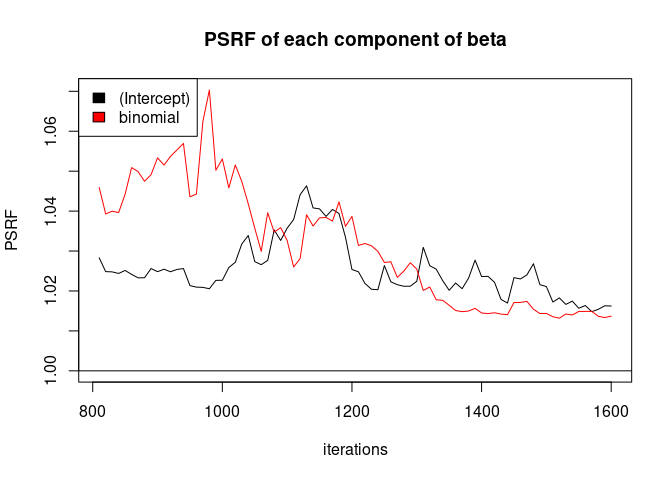 PSRF of each component of beta
(Intercept)
binomial
PSRF
1.00
1.02
1.04
1.06
800
1000
1200
1400
1600
iterations